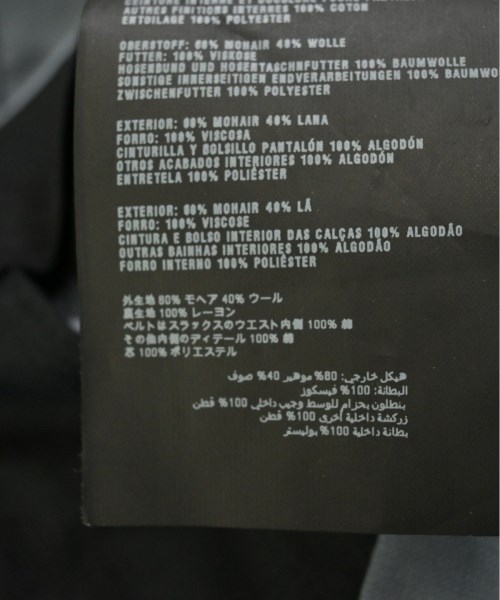 AUTRES FINITIONS INTERNES 100% COTON
ENTOILAGE 100% POLYESTER
OBERSTOFF: 60% MOHAIR 40% WOLLE
FUTTER: 100% VISCOSE
HOSENBUND UND HOSENTASCHNFUTTER 100% BAUMWOLLE
SONSTIGE INNENSEITIGEN ENDVERARBEITUNGEN 100% BAUMWO
ZWISCHENFUTTER 100% POLYESTER
EXTERIOR: 60% MOHAIR 40% LANA
FORRO: 100% VISCOSA
CINTURILLA Y BOLSILLO PANTALÓN 100% ALGODÓN
OTROS ACABADOS INTERIORES 100% ALGODÓN
ENTRETELA 100% POLIÉSTER
EXTERIOR: 60% MOHAIR 40% LÃ
FORRO: 100% VISCOSE
CINTURA E BOLSO INTERIOR DAS CALÇAS 100% ALGODÃO
OUTRAS BAINHAS INTERIORES 100% ALGODÃO
FORRO INTERNO 100% POLIÉSTER
外生地 60% モヘア 40% ウール
裏生地 100% レーヨン
ベルトはスラックスのウエスト内側 100% 綿
その他内側のディテール 100% 綿
芯 100% ポリエステル
هيكل خارجي: 60% موهير 40% صوف
البطانة: 100% فيسكوز
بنطلون بحزام للوسط وجيب داخلي 100% قطن
زركشة داخلية أخرى 100% قطن
بطانة داخلية 100% بوليستر